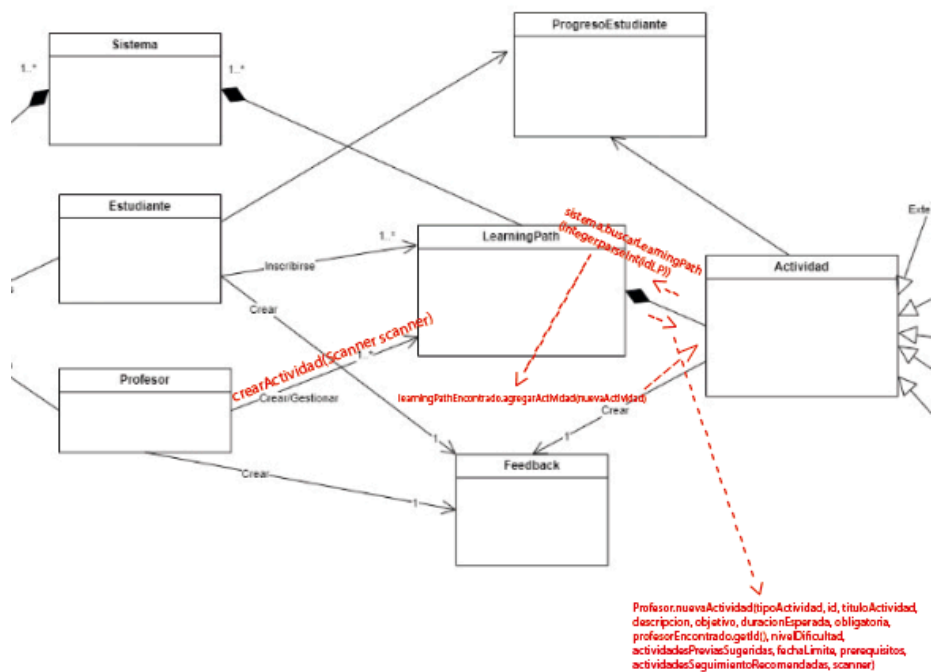 ProgresoEstudiante
Sistema
1..*
1..*
Estudiante
LearningPath
1..*
Inscribirse
sistema.buscarLearningPath
(Integer.parseInt(idLP))
Actividad
Crear
crearActividad(Scanner scanner)
1..*
Profesor
Crear/Gestionar
learningPathEncontrado.agregarActividad(nuevaActividad)
Crear
1
1
Feedback
Crear
1
Profesor.nuevaActividad(tipoActividad, id, tituloActividad,
descripcion, objetivo, duracionEsperada, obligatoria,
profesorEncontrado.getId(), nivelDificultad,
actividadesPreviasSugeridas, fechaLimite, prerequisitos,
actividadesSeguimientoRecomendadas, scanner)